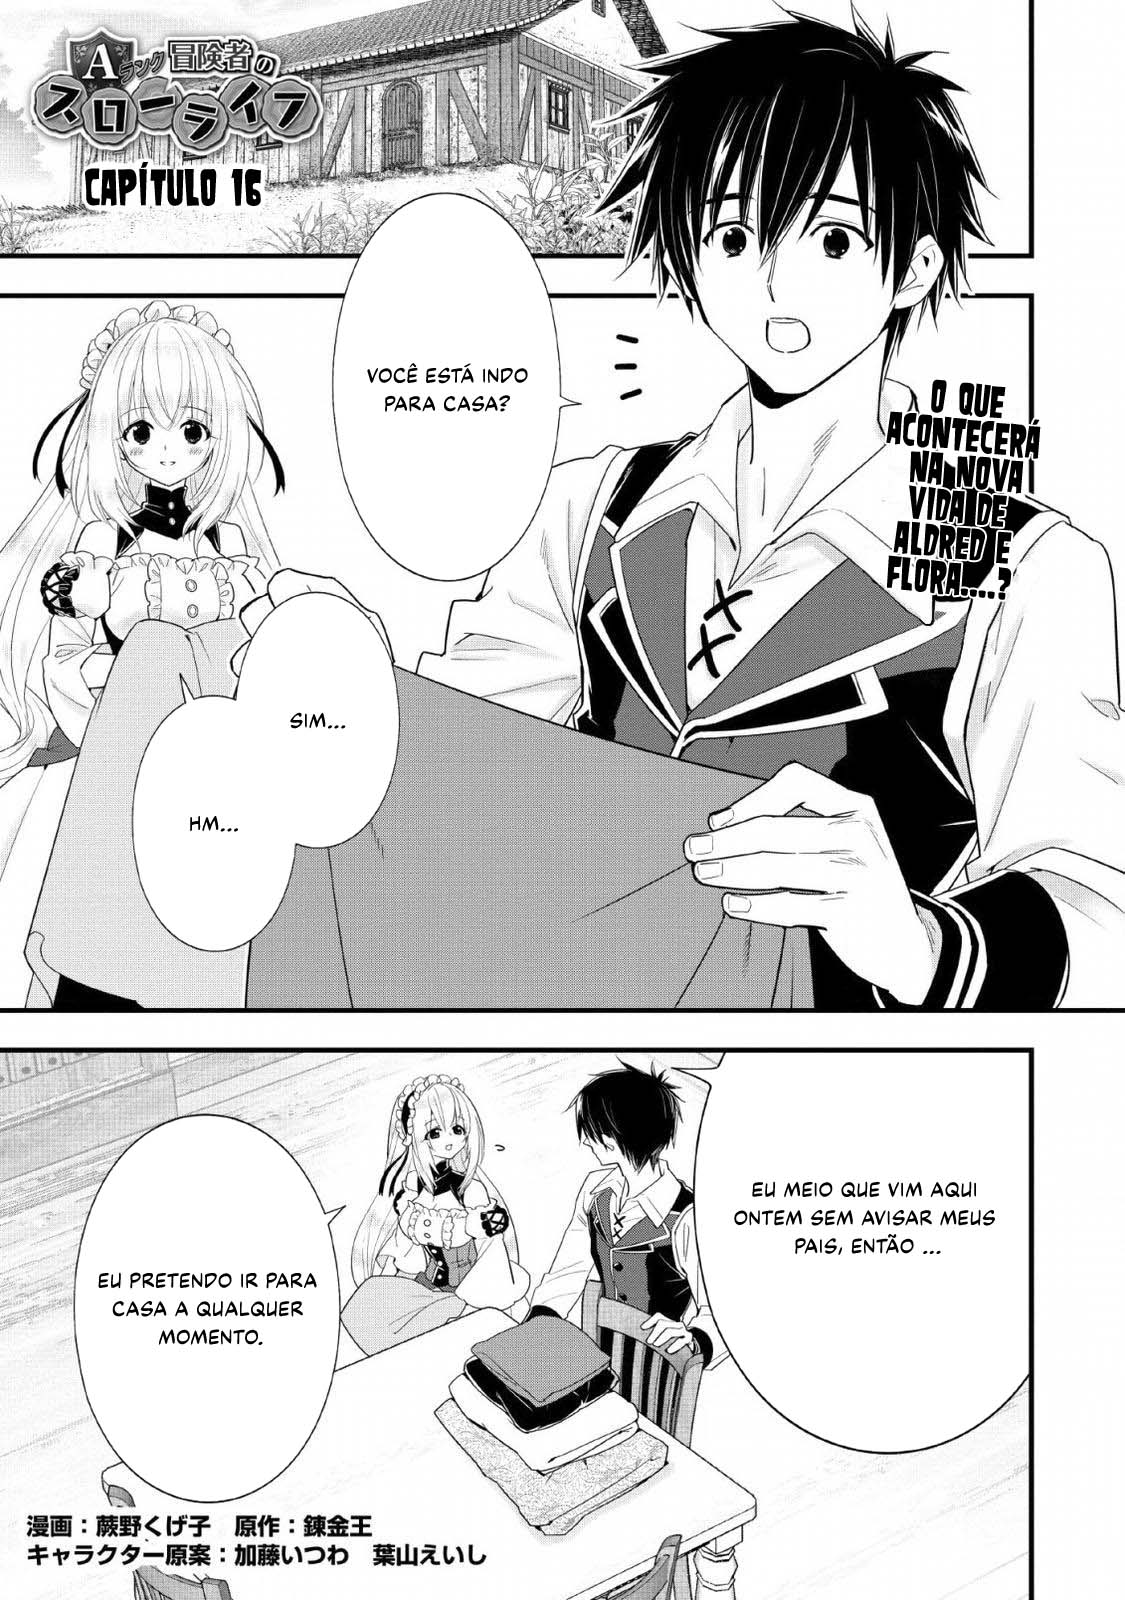 Aランク冒険者の
スローライフ
CAPÍTULO 16
VOCÊ ESTÁ INDO
PARA CASA?
O QUE
ACONTECERÁ
NA NOVA
VIDA DE
ALDRED E
FLORA....?
SIM...
HM...
EU MEIO QUE VIM AQUI
ONTEM SEM AVISAR MEUS
PAIS, ENTÃO ...
EU PRETENDO IR PARA
CASA A QUALQUER
MOMENTO.
漫画：蕨野くげ子　原作：錬金王
キャラクター原案：加藤いつわ　葉山えいし